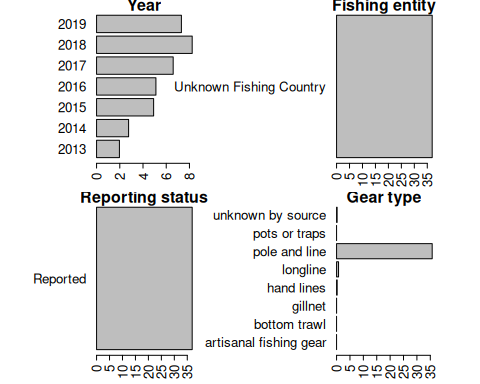 Year
2019
2018
2017
2016
2015
2014
2013
0 2 4 6 8
Fishing entity
Unknown Fishing Country
0 5 10 15 20 25 30 35
Reporting status
Reported
0 5 10 15 20 25 30 35
Gear type
unknown by source
pots or traps
pole and line
longline
hand lines
gillnet
bottom trawl
artisanal fishing gear
0 5 10 15 20 25 30 35